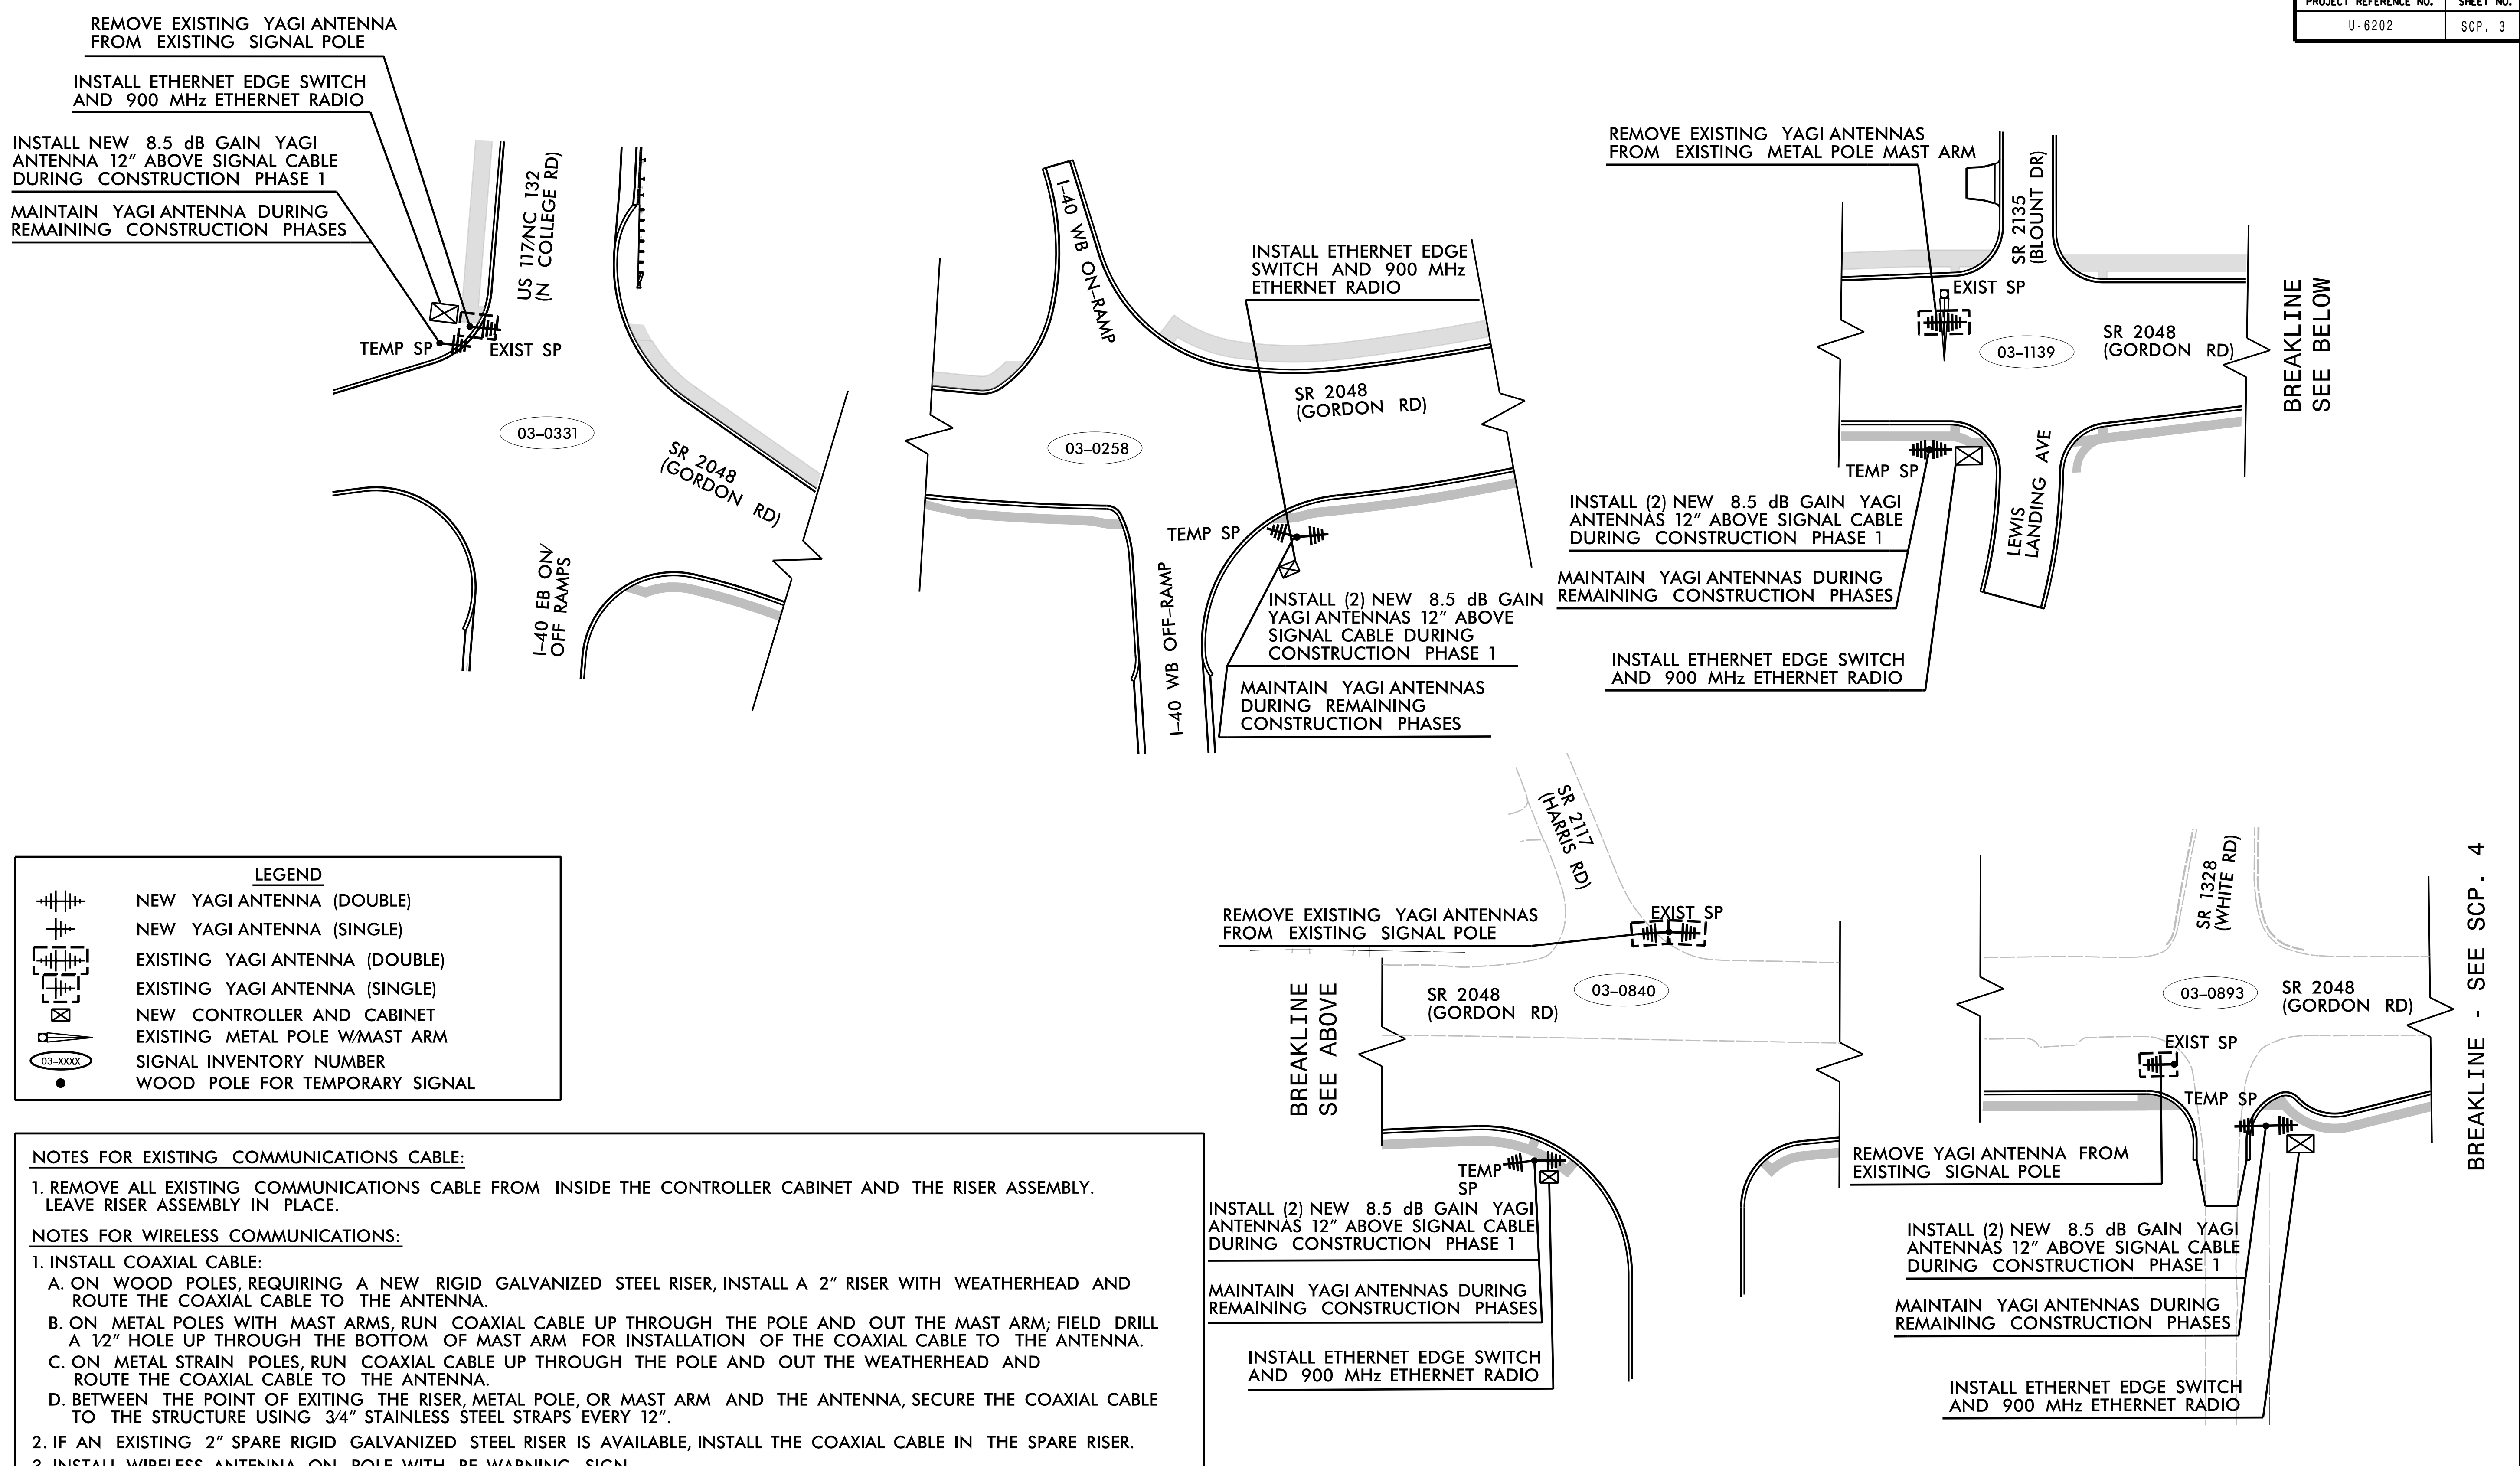 PROJECT REFERENCE NO.
SHEET NO.
U-6202
SCP. 3
REMOVE EXISTING YAGI ANTENNA
FROM EXISTING SIGNAL POLE
INSTALL ETHERNET EDGE SWITCH
AND 900 MHz ETHERNET RADIO
INSTALL NEW 8.5 dB GAIN YAGI
ANTENNA 12" ABOVE SIGNAL CABLE
DURING CONSTRUCTION PHASE 1
MAINTAIN YAGI ANTENNA DURING
REMAINING CONSTRUCTION PHASES
US 117/NC 132
(N COLLEGE RD)
TEMP SP
EXIST SP
03-0331
SR 2048
(GORDON RD)
I-40 EB ON/
OFF RAMPS
I-40 WB ON-RAMP
INSTALL ETHERNET EDGE
SWITCH AND 900 MHz
ETHERNET RADIO
SR 2048
(GORDON RD)
03-0258
TEMP SP
I-40 WB OFF-RAMP
INSTALL (2) NEW 8.5 dB GAIN
YAGI ANTENNAS 12" ABOVE
SIGNAL CABLE DURING
CONSTRUCTION PHASE 1
MAINTAIN YAGI ANTENNAS
DURING REMAINING
CONSTRUCTION PHASES
REMOVE EXISTING YAGI ANTENNAS
FROM EXISTING METAL POLE MAST ARM
SR 2135
(BLOUNT DR)
EXIST SP
03-1139
SR 2048
(GORDON RD)
BREAKLINE
SEE BELOW
TEMP SP
LEWIS
LANDING AVE
INSTALL (2) NEW 8.5 dB GAIN YAGI
ANTENNAS 12" ABOVE SIGNAL CABLE
DURING CONSTRUCTION PHASE 1
MAINTAIN YAGI ANTENNAS DURING
REMAINING CONSTRUCTION PHASES
INSTALL ETHERNET EDGE SWITCH
AND 900 MHz ETHERNET RADIO
LEGEND
NEW YAGI ANTENNA (DOUBLE)
NEW YAGI ANTENNA (SINGLE)
EXISTING YAGI ANTENNA (DOUBLE)
EXISTING YAGI ANTENNA (SINGLE)
NEW CONTROLLER AND CABINET
EXISTING METAL POLE W/MAST ARM
03-XXXX SIGNAL INVENTORY NUMBER
WOOD POLE FOR TEMPORARY SIGNAL
SR 2117
(HARRIS RD)
REMOVE EXISTING YAGI ANTENNAS
FROM EXISTING SIGNAL POLE
EXIST SP
BREAKLINE
SEE ABOVE
SR 2048
(GORDON RD)
03-0840
TEMP
SP
INSTALL (2) NEW 8.5 dB GAIN YAGI
ANTENNAS 12" ABOVE SIGNAL CABLE
DURING CONSTRUCTION PHASE 1
MAINTAIN YAGI ANTENNAS DURING
REMAINING CONSTRUCTION PHASES
INSTALL ETHERNET EDGE SWITCH
AND 900 MHz ETHERNET RADIO
SR 1328
(WHITE RD)
03-0893
SR 2048
(GORDON RD)
EXIST SP
TEMP SP
BREAKLINE - SEE SCP. 4
REMOVE YAGI ANTENNA FROM
EXISTING SIGNAL POLE
INSTALL (2) NEW 8.5 dB GAIN YAGI
ANTENNAS 12" ABOVE SIGNAL CABLE
DURING CONSTRUCTION PHASE 1
MAINTAIN YAGI ANTENNAS DURING
REMAINING CONSTRUCTION PHASES
INSTALL ETHERNET EDGE SWITCH
AND 900 MHz ETHERNET RADIO
NOTES FOR EXISTING COMMUNICATIONS CABLE:
1. REMOVE ALL EXISTING COMMUNICATIONS CABLE FROM INSIDE THE CONTROLLER CABINET AND THE RISER ASSEMBLY.
LEAVE RISER ASSEMBLY IN PLACE.
NOTES FOR WIRELESS COMMUNICATIONS:
1. INSTALL COAXIAL CABLE:
A. ON WOOD POLES, REQUIRING A NEW RIGID GALVANIZED STEEL RISER, INSTALL A 2" RISER WITH WEATHERHEAD AND
ROUTE THE COAXIAL CABLE TO THE ANTENNA.
B. ON METAL POLES WITH MAST ARMS, RUN COAXIAL CABLE UP THROUGH THE POLE AND OUT THE MAST ARM; FIELD DRILL
A 1/2" HOLE UP THROUGH THE BOTTOM OF MAST ARM FOR INSTALLATION OF THE COAXIAL CABLE TO THE ANTENNA.
C. ON METAL STRAIN POLES, RUN COAXIAL CABLE UP THROUGH THE POLE AND OUT THE WEATHERHEAD AND
ROUTE THE COAXIAL CABLE TO THE ANTENNA.
D. BETWEEN THE POINT OF EXITING THE RISER, METAL POLE, OR MAST ARM AND THE ANTENNA, SECURE THE COAXIAL CABLE
TO THE STRUCTURE USING 3/4" STAINLESS STEEL STRAPS EVERY 12".
2. IF AN EXISTING 2" SPARE RIGID GALVANIZED STEEL RISER IS AVAILABLE, INSTALL THE COAXIAL CABLE IN THE SPARE RISER.
3. INSTALL WIRELESS ANTENNA ON POLE WITH RF WARNING SIGN.